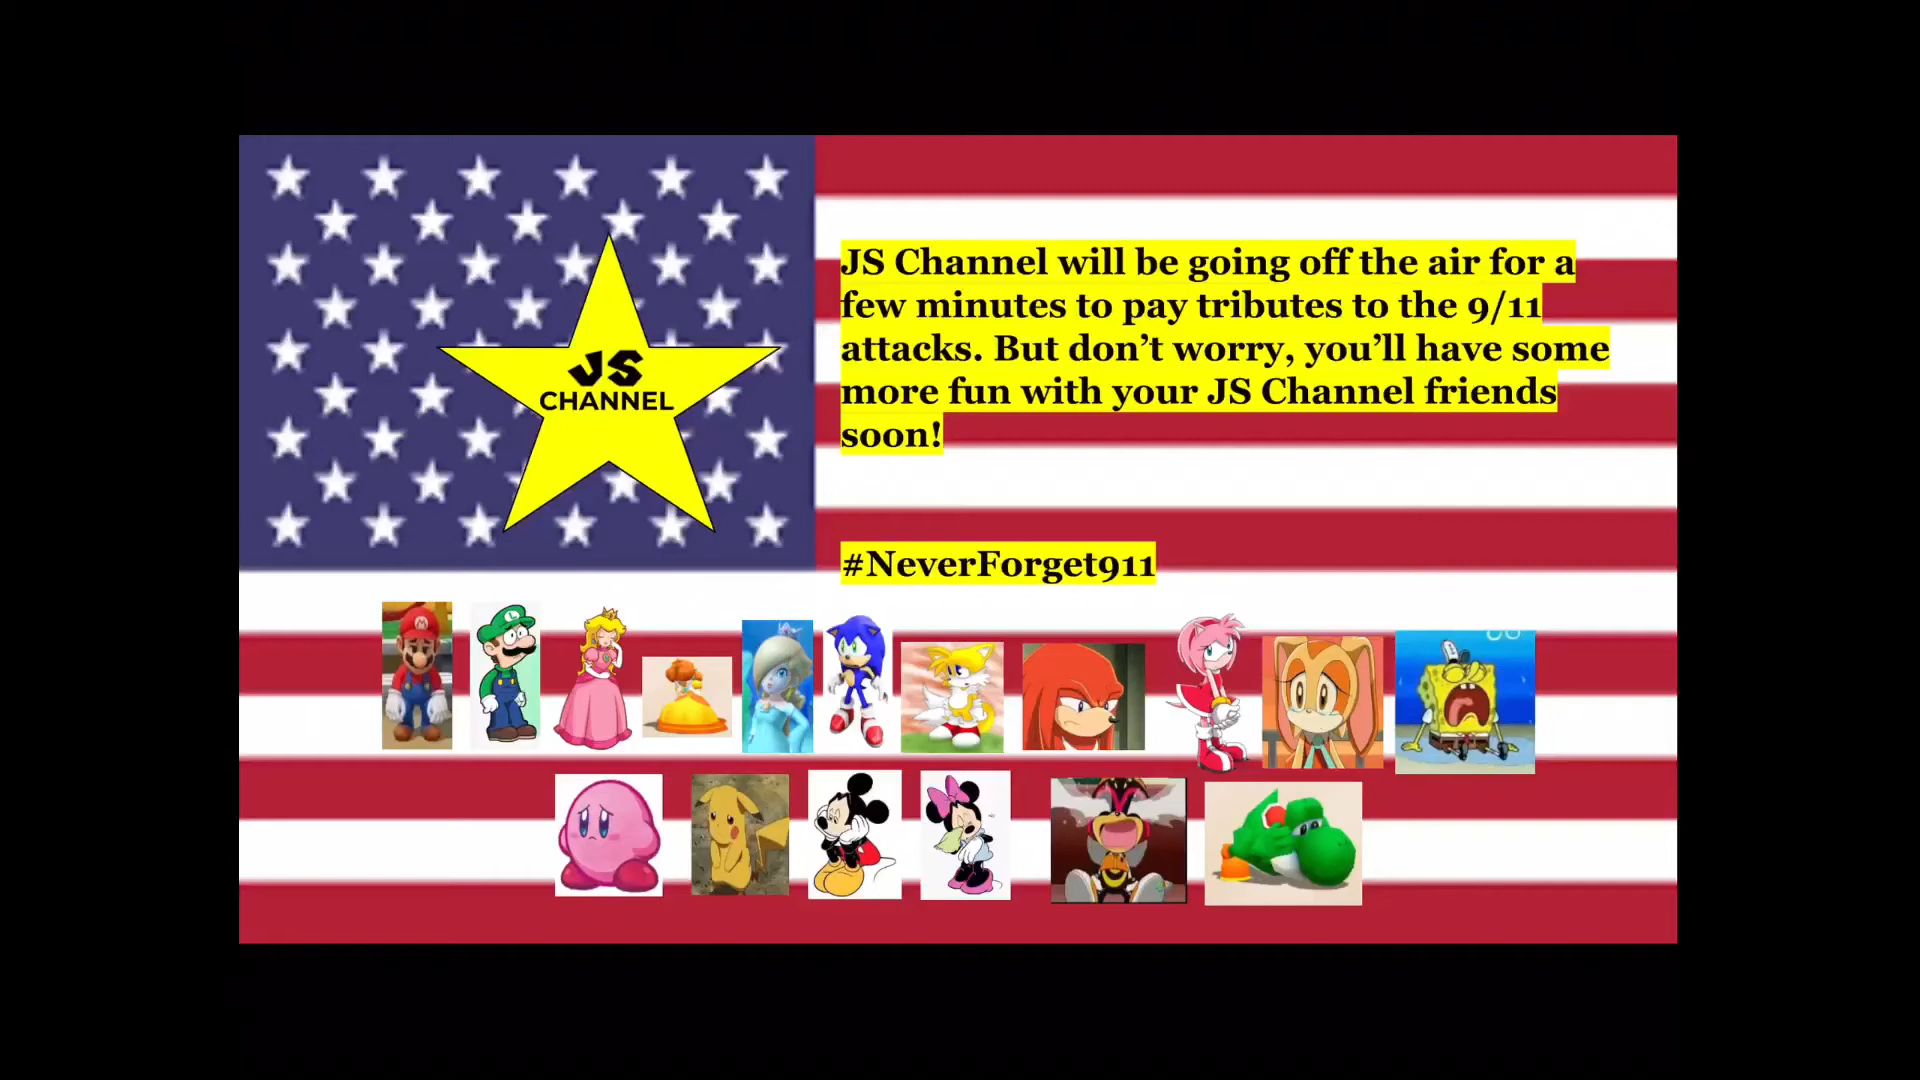 JS
CHANNEL
JS Channel will be going off the air for a
few minutes to pay tributes to the 9/11
attacks. But don’t worry, you’ll have some
more fun with your JS Channel friends
soon!
#NeverForget911